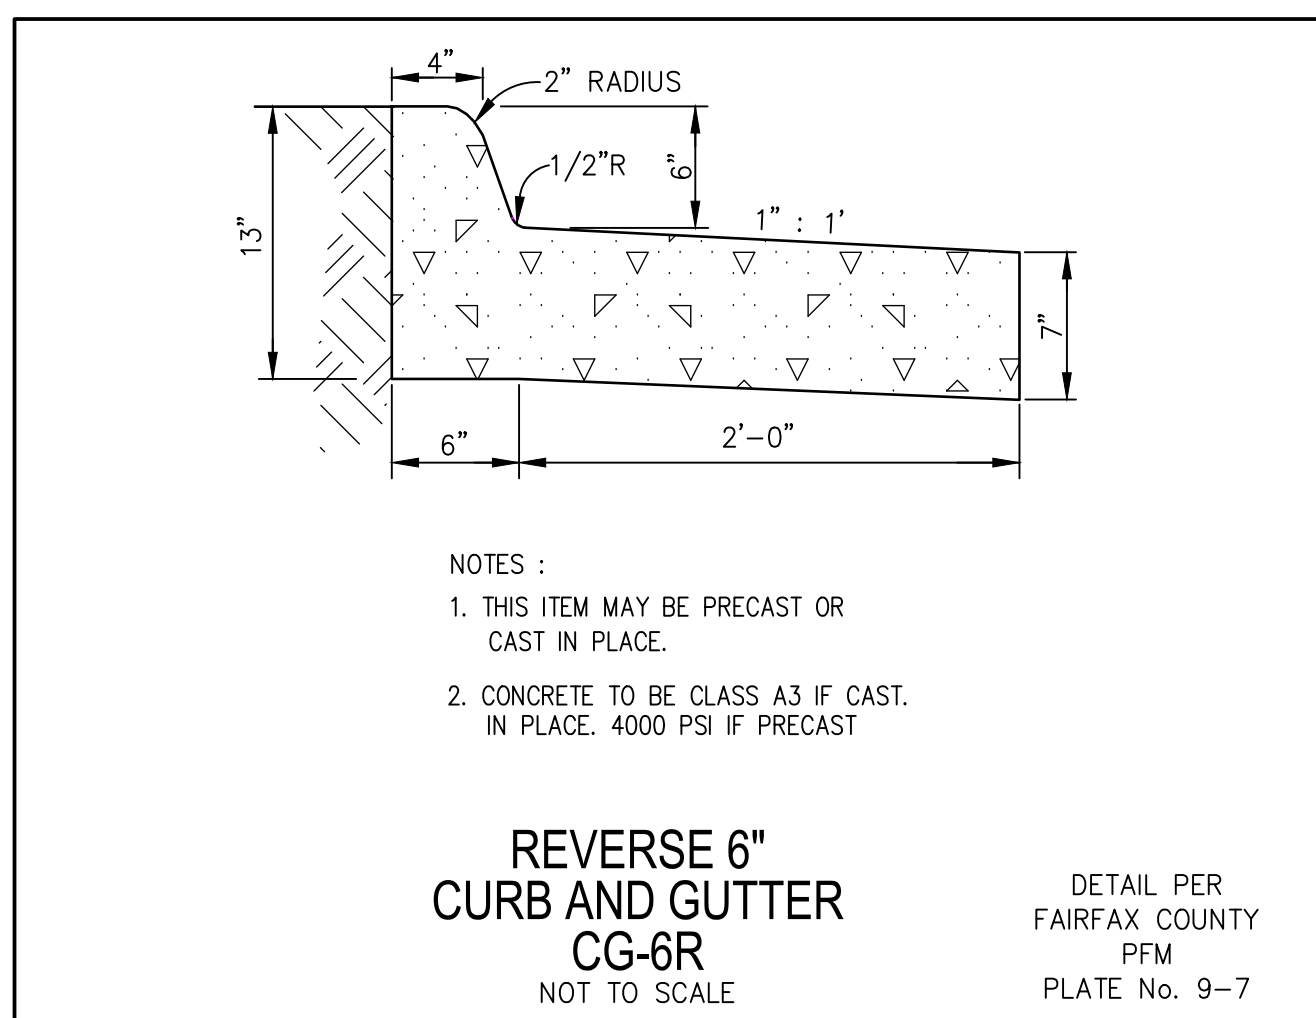 4”
2” RADIUS
1/2”R
6”
13”
1” : 1'
7”
6”
2’-0”
NOTES :
1. THIS ITEM MAY BE PRECAST OR
CAST IN PLACE.
2. CONCRETE TO BE CLASS A3 IF CAST.
IN PLACE. 4000 PSI IF PRECAST
REVERSE 6"
CURB AND GUTTER
CG-6R
NOT TO SCALE
DETAIL PER
FAIRFAX COUNTY
PFM
PLATE No. 9-7